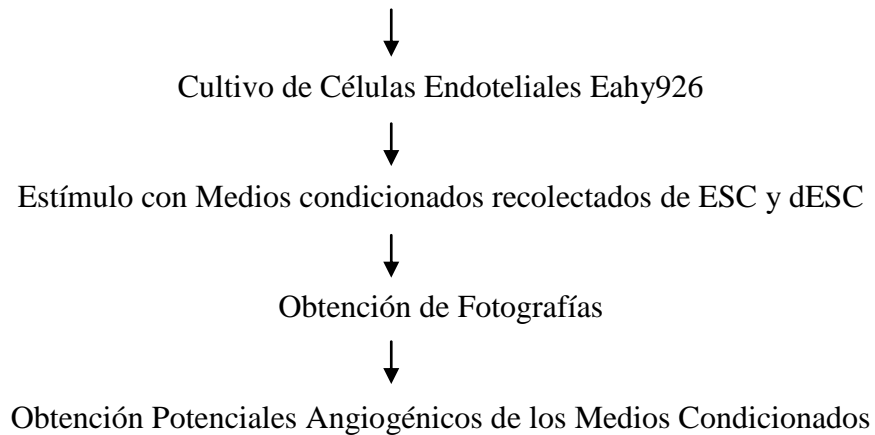 Cultivo de Células Endoteliales Eahy926
Estímulo con Medios condicionados recolectados de ESC y dESC
Obtención de Fotografías
Obtención Potenciales Angiogénicos de los Medios Condicionados